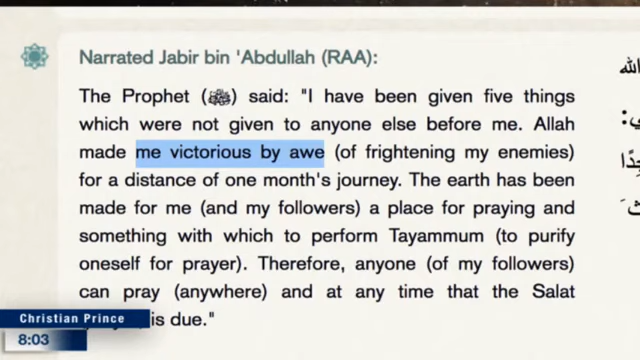 Narrated Jabir bin 'Abdullah (RAA):
The Prophet (ﷺ) said: "I have been given five things
which were not given to anyone else before me. Allah
made me victorious by awe (of frightening my enemies)
for a distance of one month's journey. The earth has been
made for me (and my followers) a place for praying and
something with which to perform Tayammum (to purify
oneself for prayer). Therefore, anyone (of my followers)
can pray (anywhere) and at any time that the Salat
is due."
Christian Prince
8:03
الله